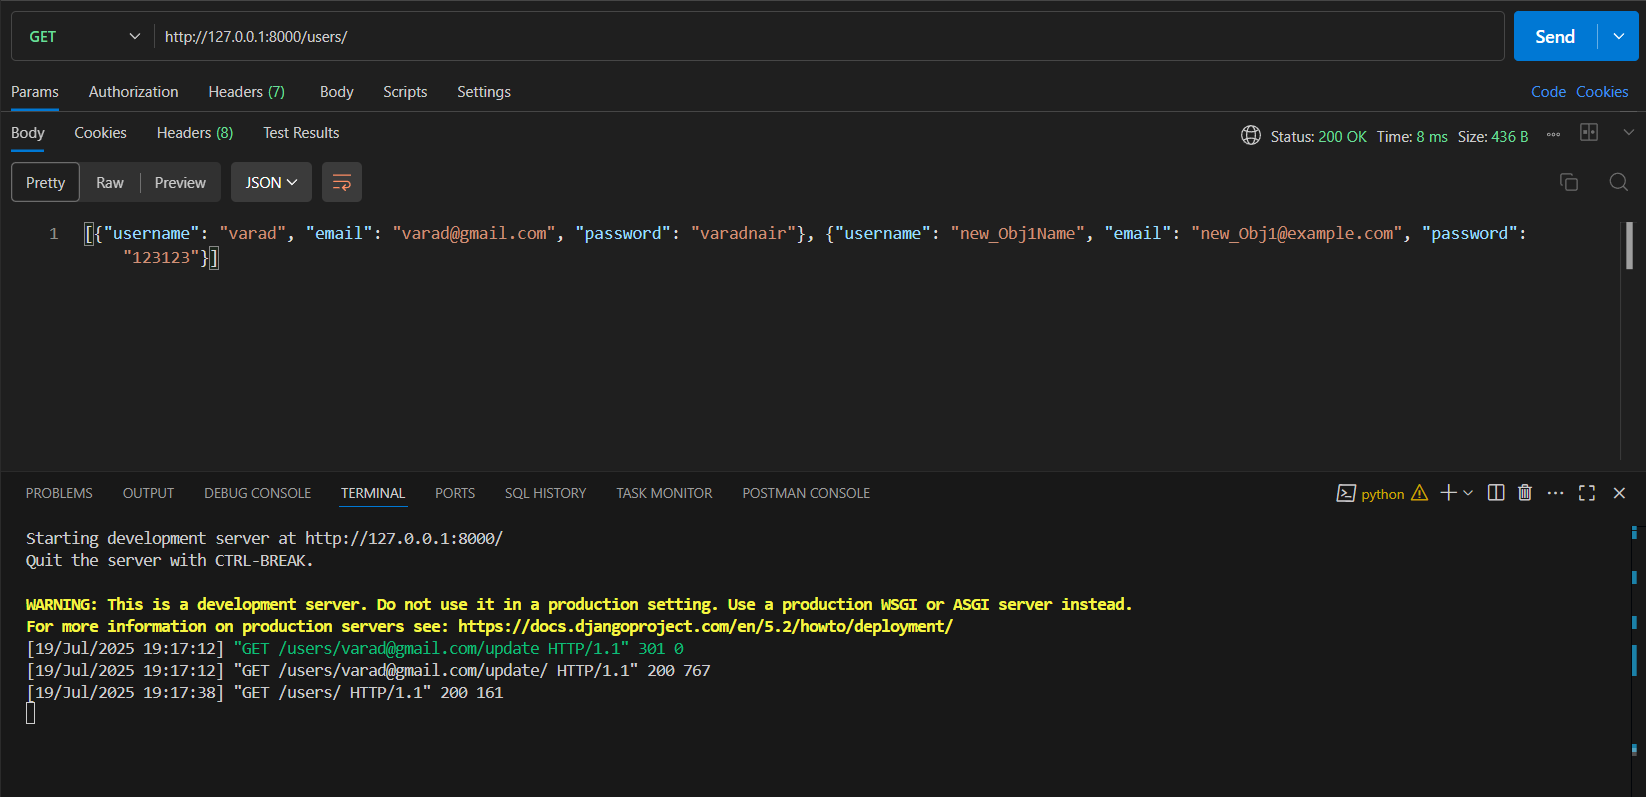 GET http://127.0.0.1:8000/users/ Send
Params Authorization Headers (7) Body Scripts Settings Code Cookies
Body Cookies Headers (8) Test Results Status: 200 OK Time: 8 ms Size: 436 B
Pretty Raw Preview JSON
1 [{"username": "varad", "email": "varad@gmail.com", "password": "varadnair"}, {"username": "new_Obj1Name", "email": "new_Obj1@example.com", "password":
"123123"}]
PROBLEMS OUTPUT DEBUG CONSOLE TERMINAL PORTS SQL HISTORY TASK MONITOR POSTMAN CONSOLE python
Starting development server at http://127.0.0.1:8000/
Quit the server with CTRL-BREAK.
WARNING: This is a development server. Do not use it in a production setting. Use a production WSGI or ASGI server instead.
For more information on production servers see: https://docs.djangoproject.com/en/5.2/howto/deployment/
[19/Jul/2025 19:17:12] "GET /users/varad@gmail.com/update HTTP/1.1" 301 0
[19/Jul/2025 19:17:12] "GET /users/varad@gmail.com/update/ HTTP/1.1" 200 767
[19/Jul/2025 19:17:38] "GET /users/ HTTP/1.1" 200 161